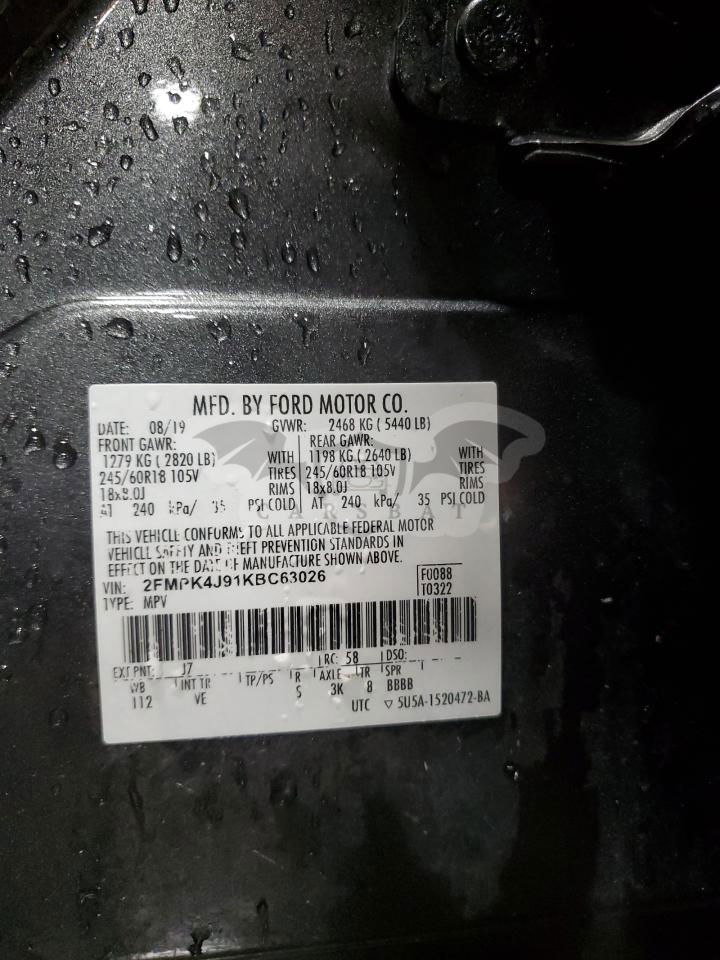 MFD. BY FORD MOTOR CO.
DATE: 08/19 GVWR: 2468 KG ( 5440 LB)
FRONT GAWR: REAR GAWR:
1279 KG ( 2820 LB) WITH 1198 KG ( 2640 LB) WITH
245/60R18 105V TIRES 245/60R18 105V TIRES
18x8.0J RIMS 18x8.0J RIMS
AT 240 kPa/ 35 PSI COLD AT 240 kPa/ 35 PSI COLD
CARSBAT
THIS VEHICLE CONFORMS TO ALL APPLICABLE FEDERAL MOTOR
VEHICLE SAFETY AND THEFT PREVENTION STANDARDS IN
EFFECT ON THE DATE OF MANUFACTURE SHOWN ABOVE.
VIN: 2FMPK4J91KBC63026 F0088
TYPE: MPV T0322
EXT PNT: J7 RC: 58 DSO:
WB INT TR TP/PS R AXLE TR SPR
112 VE S 3K 8 BBBB
UTC ▽ 5U5A-1520472-BA